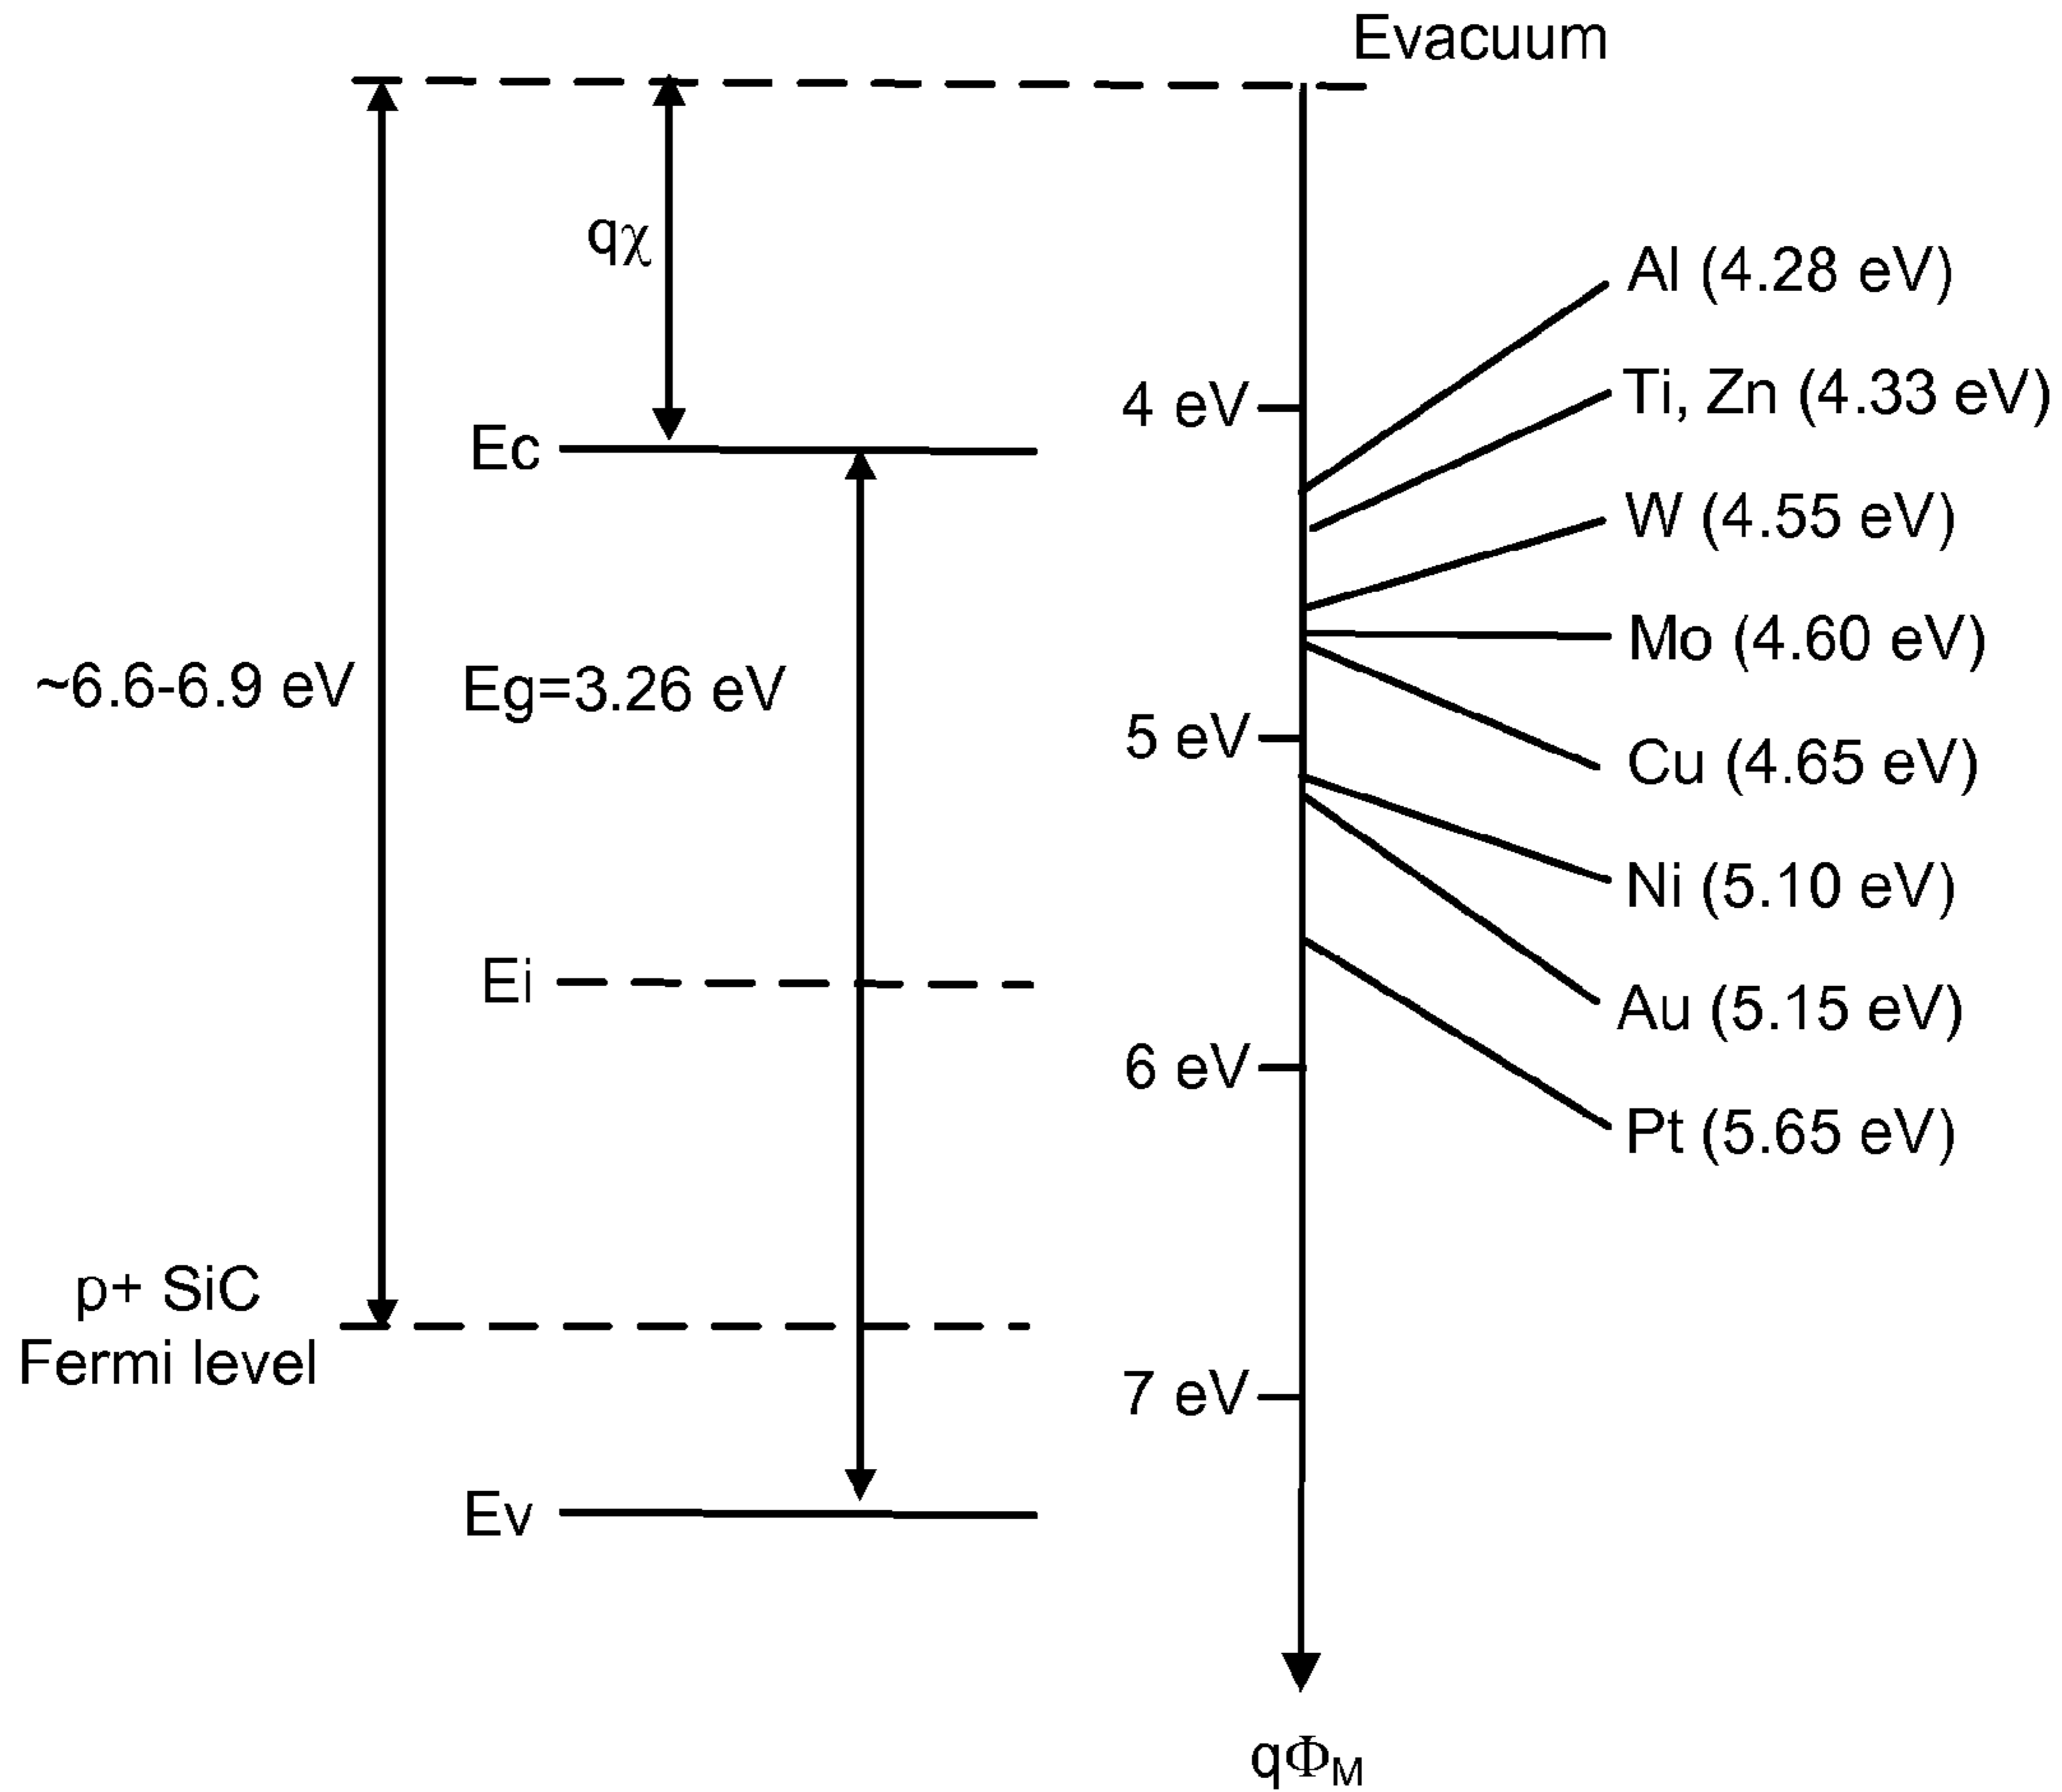 Evacuum
qχ
Al (4.28 eV)
Ti, Zn (4.33 eV)
4 eV
Ec
W (4.55 eV)
Mo (4.60 eV)
~6.6-6.9 eV
Eg=3.26 eV
5 eV
Cu (4.65 eV)
Ni (5.10 eV)
Ei
Au (5.15 eV)
6 eV
Pt (5.65 eV)
p+ SiC
Fermi level
7 eV
Ev
qΦM